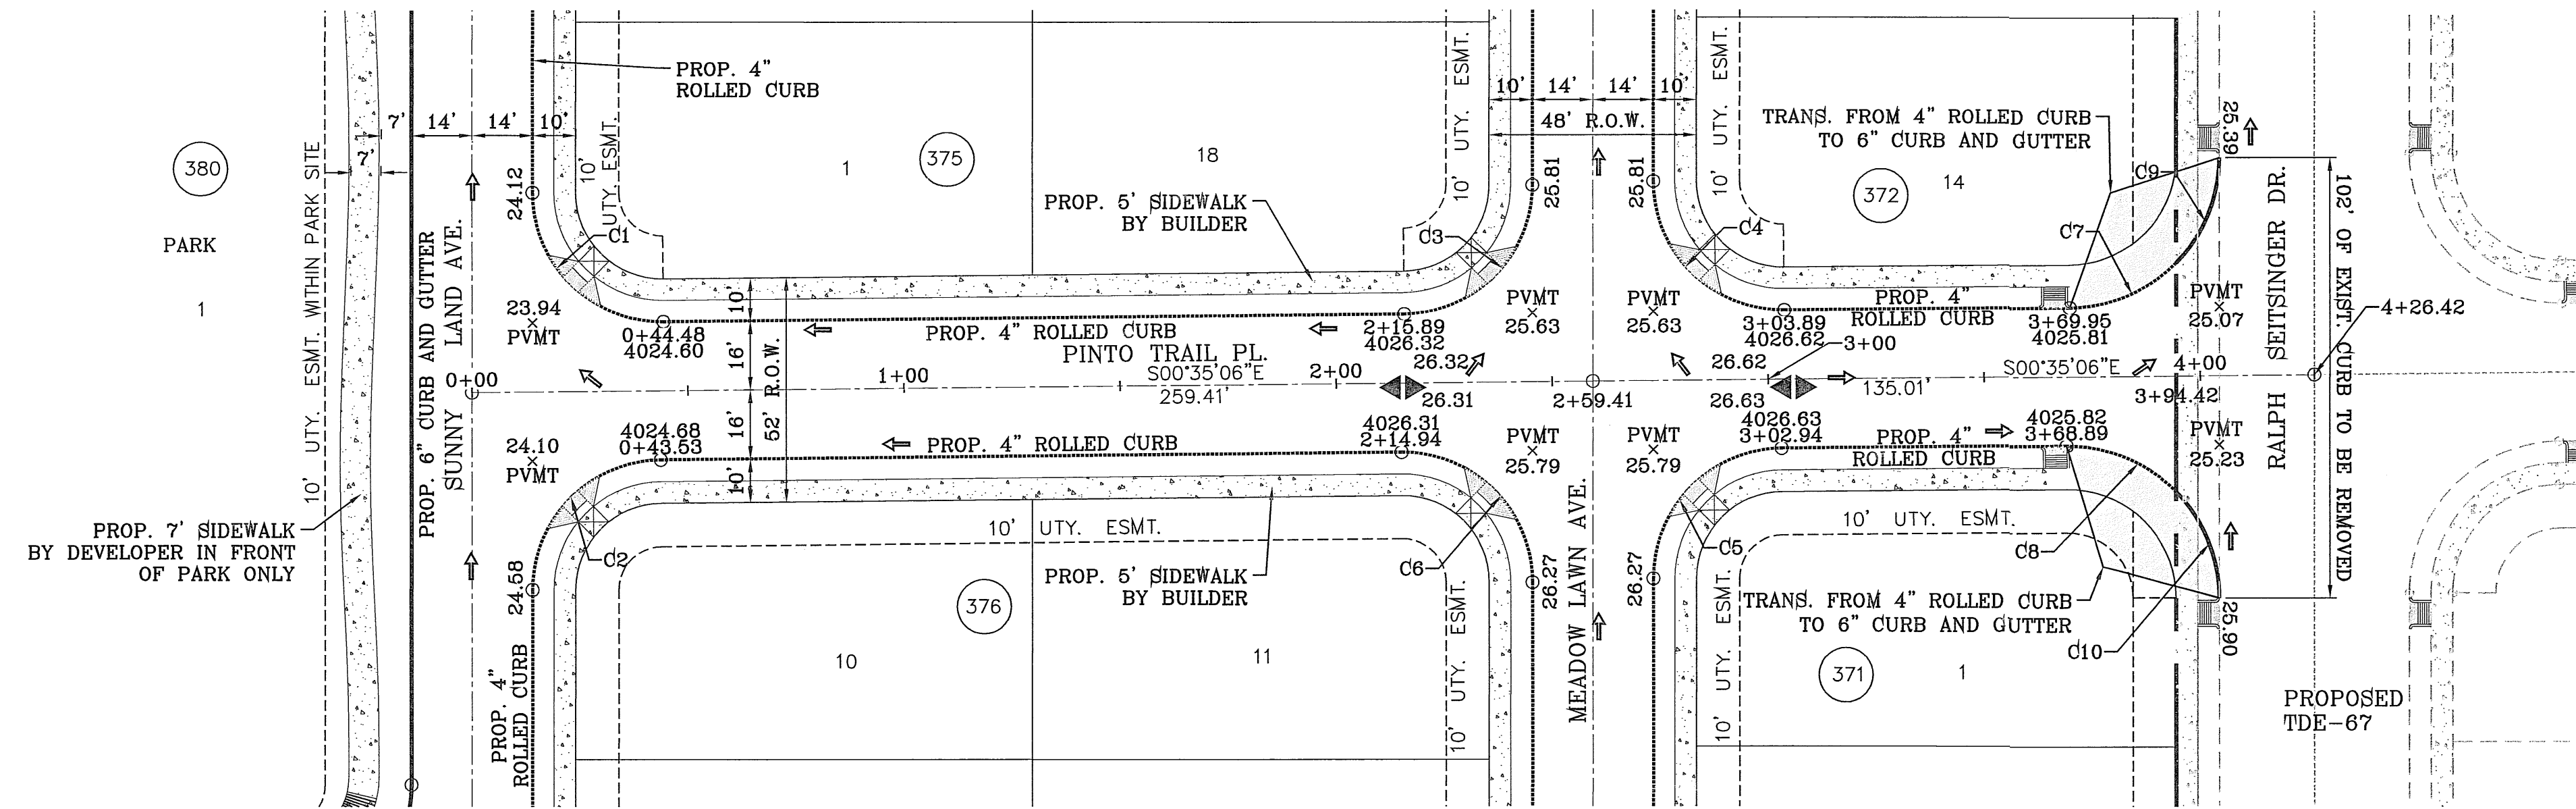 380
PARK
1
10' UTY. ESMT. WITHIN PARK SITE
PROP. 7' SIDEWALK
BY DEVELOPER IN FRONT
OF PARK ONLY
7'
14'
14'
10'
7'
PROP. 6" CURB AND GUTTER
SUNNY LAND AVE.
PROP. 4"
ROLLED CURB
10'
UTY. ESMT.
1
375
18
PROP. 5' SIDEWALK
BY BUILDER
24.12
C1
23.94
PVMT
0+44.48
4024.60
10'
16'
52' R.O.W.
16'
10'
PROP. 4" ROLLED CURB
PINTO TRAIL PL.
S00°35'06"E
259.41'
0+00
1+00
2+00
2+15.89
4026.32
26.32
26.31
4026.31
2+14.94
24.10
PVMT
4024.68
0+43.53
PROP. 4" ROLLED CURB
24.58
C2
PROP. 4"
ROLLED CURB
10' UTY. ESMT.
PROP. 5' SIDEWALK
BY BUILDER
376
10
11
C6
10' UTY. ESMT.
10' UTY. ESMT.
10'
14'
14'
10'
48' R.O.W.
25.81
25.81
C3
C4
PVMT
25.63
PVMT
25.63
2+59.41
PVMT
25.79
PVMT
25.79
26.27
26.27
MEADOW LAWN AVE.
10' UTY. ESMT.
TRANS. FROM 4" ROLLED CURB
TO 6" CURB AND GUTTER
372
14
C9
C7
3+03.89
4026.62
3+00
26.62
26.63
4026.63
3+02.94
PROP. 4"
ROLLED CURB
3+69.95
4025.81
S00°35'06"E
135.01'
4+00
3+94.42
PROP. 4"
ROLLED CURB
4025.82
3+68.89
PVMT
25.07
PVMT
25.23
C5
10' UTY. ESMT.
10' UTY. ESMT.
C8
TRANS. FROM 4" ROLLED CURB
TO 6" CURB AND GUTTER
C10
371
1
25.39
25.90
RALPH SEITSINGER DR.
102' OF EXIST. CURB TO BE REMOVED
4+26.42
PROPOSED
TDE-67